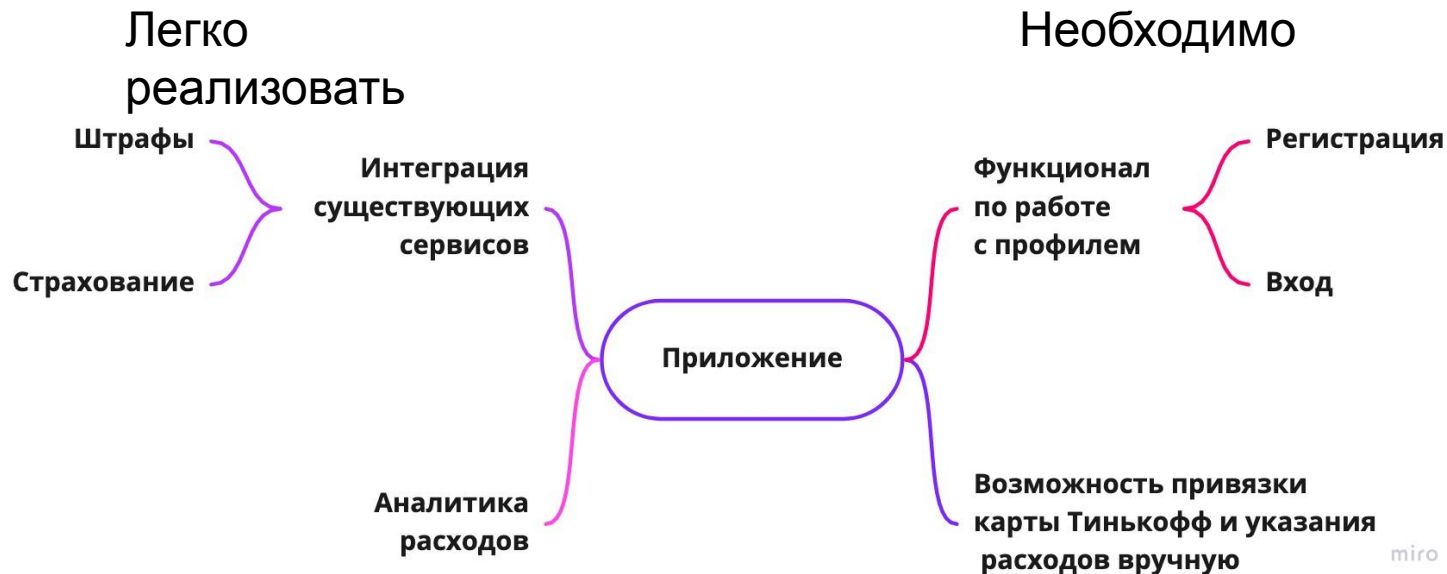 Легко
реализовать
Необходимо
Штрафы
Страхование
Интеграция
существующих
сервисов
Аналитика
расходов
Приложение
Функционал
по работе
с профилем
Регистрация
Вход
Возможность привязки
карты Тинькофф и указания
расходов вручную
miro